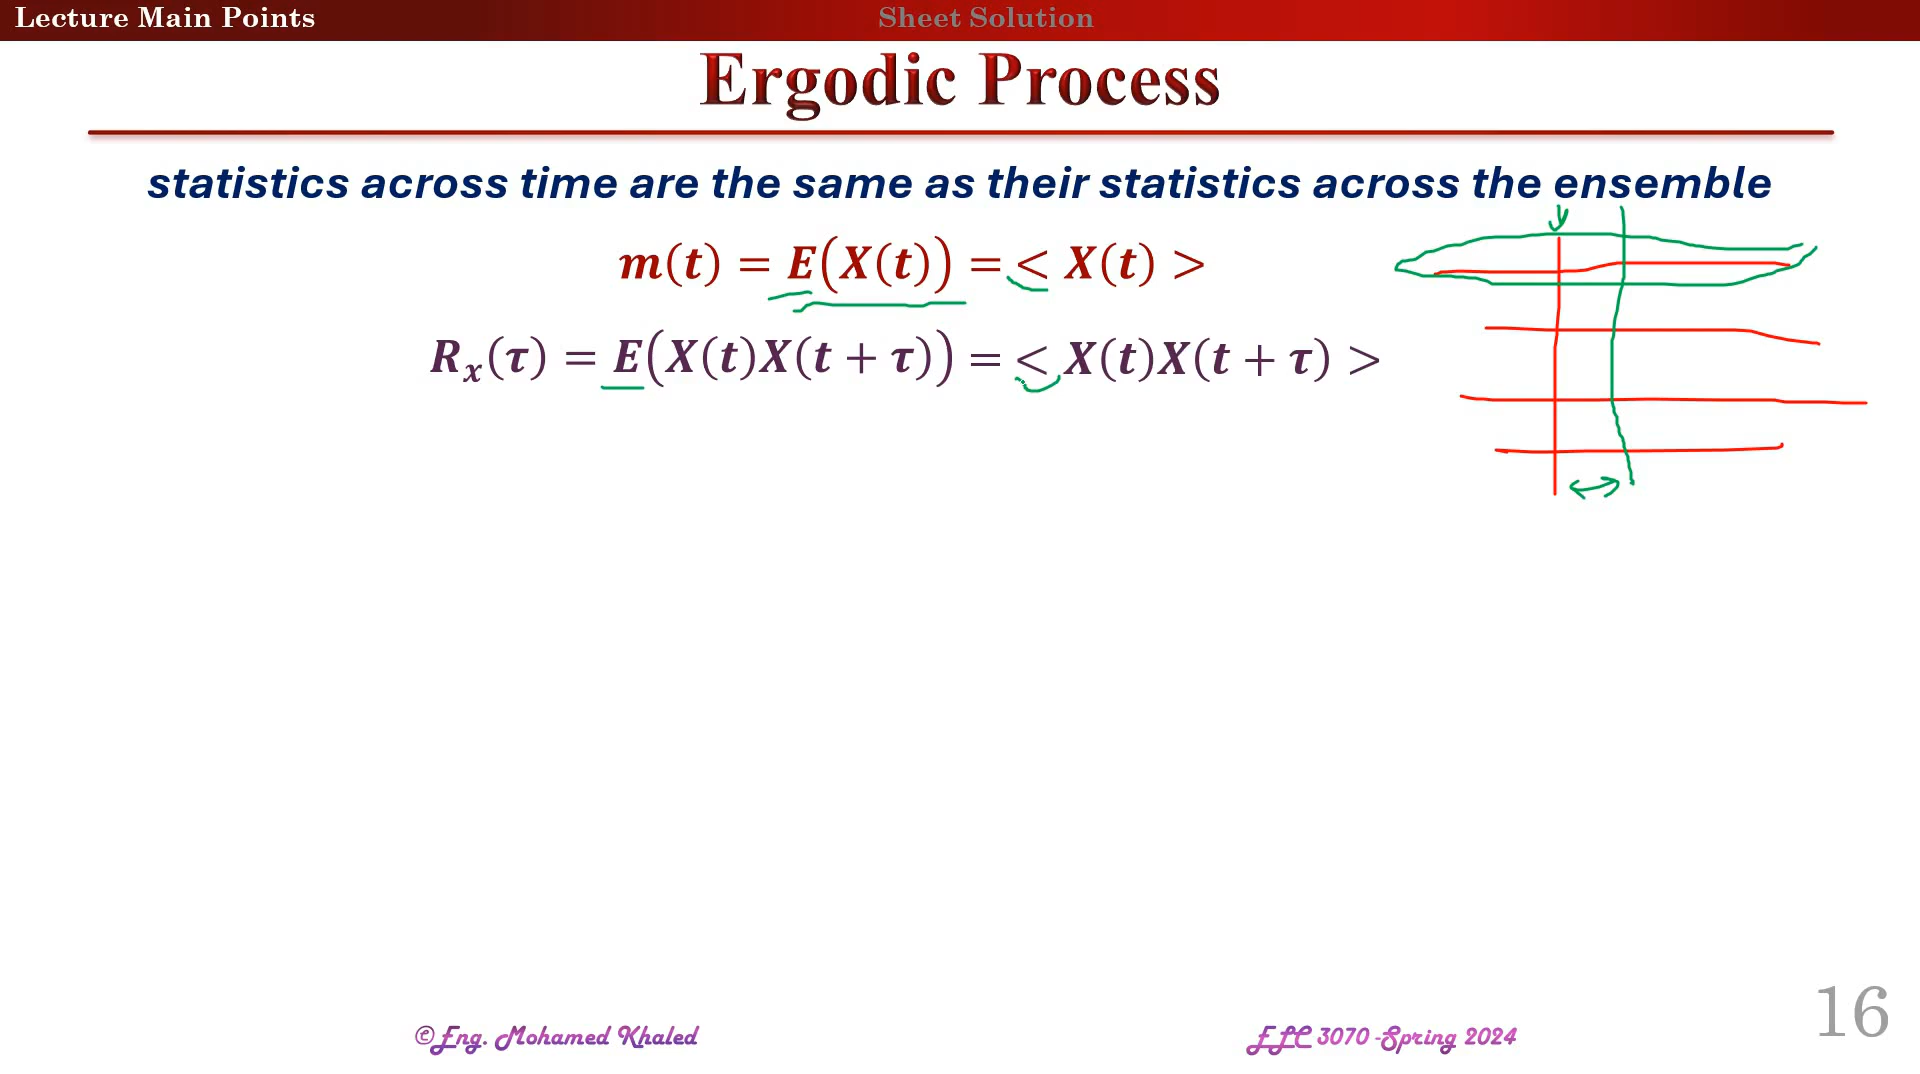 Lecture Main Points Sheet Solution
Ergodic Process
statistics across time are the same as their statistics across the ensemble
m(t) = E(X(t)) = < X(t) >
Rₓ(τ) = E(X(t)X(t + τ)) = < X(t)X(t + τ) >
©Eng. Mohamed Khaled EEC 3070 -Spring 2024 16